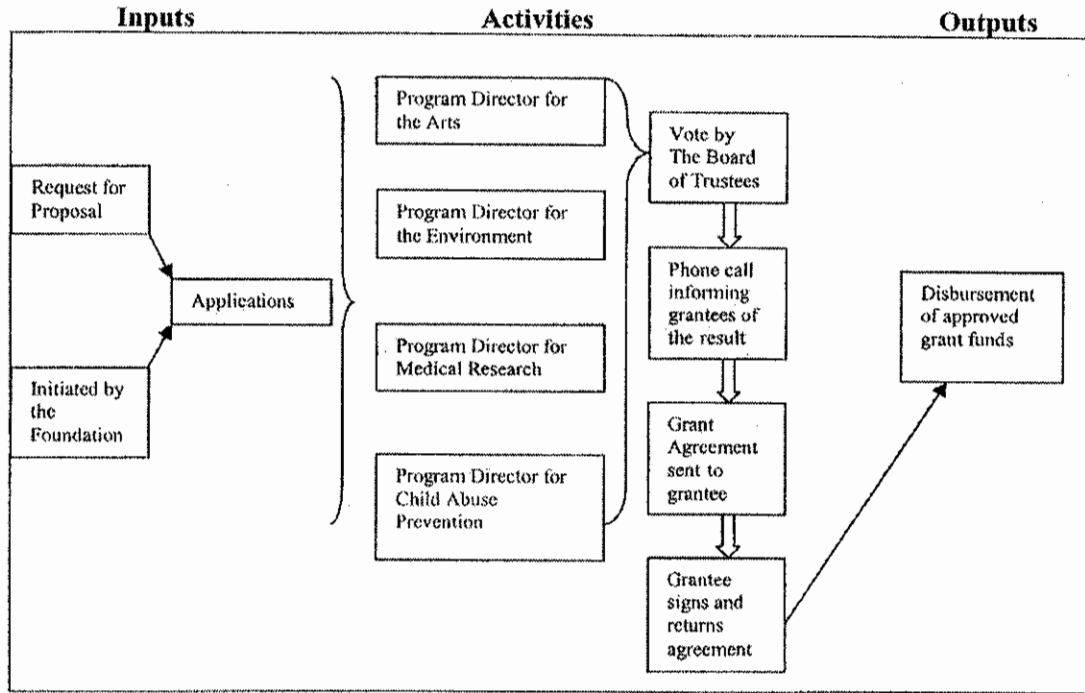 Inputs
Activities
Outputs
Request for
Proposal
Initiated by
the
Foundation
Applications
Program Director for
the Arts
Program Director for
the Environment
Program Director for
Medical Research
Program Director for
Child Abuse
Prevention
Vote by
The Board
of Trustees
Phone call
informing
grantees of
the result
Grant
Agreement
sent to
grantee
Grantee
signs and
returns
agreement
Disbursement
of approved
grant funds